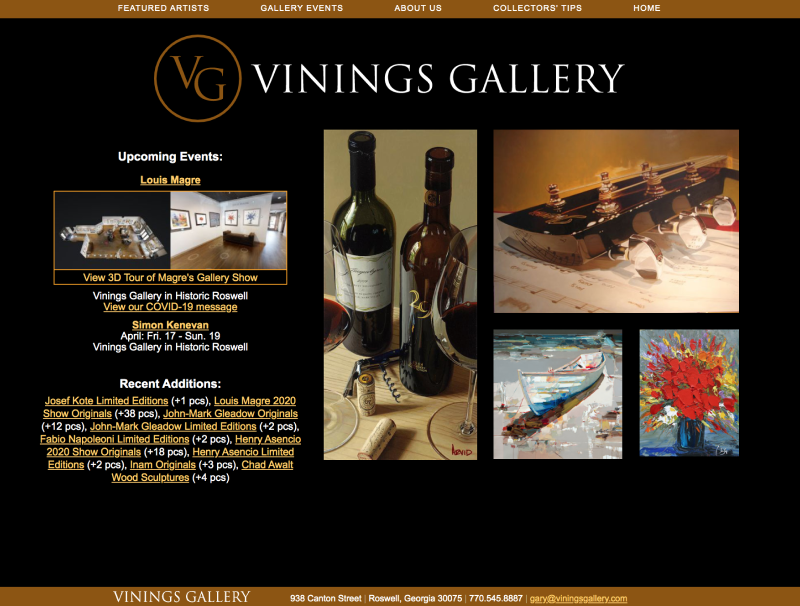 FEATURED ARTISTS GALLERY EVENTS ABOUT US COLLECTORS' TIPS HOME
VG VININGS GALLERY
Upcoming Events:
Louis Magre
View 3D Tour of Magre's Gallery Show
Vinings Gallery in Historic Roswell
View our COVID-19 message
Simon Kenevan
April: Fri. 17 - Sun. 19
Vinings Gallery in Historic Roswell
Recent Additions:
Josef Kote Limited Editions (+1 pcs), Louis Magre 2020
Show Originals (+38 pcs), John-Mark Gleadow Originals
(+12 pcs), John-Mark Gleadow Limited Editions (+2 pcs),
Fabio Napoleoni Limited Editions (+2 pcs), Henry Asencio
2020 Show Originals (+18 pcs), Henry Asencio Limited
Editions (+2 pcs), Inam Originals (+3 pcs), Chad Awalt
Wood Sculptures (+4 pcs)
VININGS GALLERY 938 Canton Street | Roswell, Georgia 30075 | 770.545.8887 | gary@viningsgallery.com